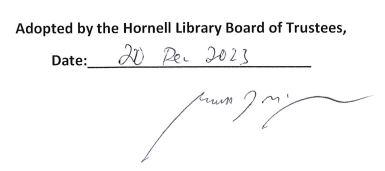 Adopted by the Hornell Library Board of Trustees,
Date: 20 Dec 2023